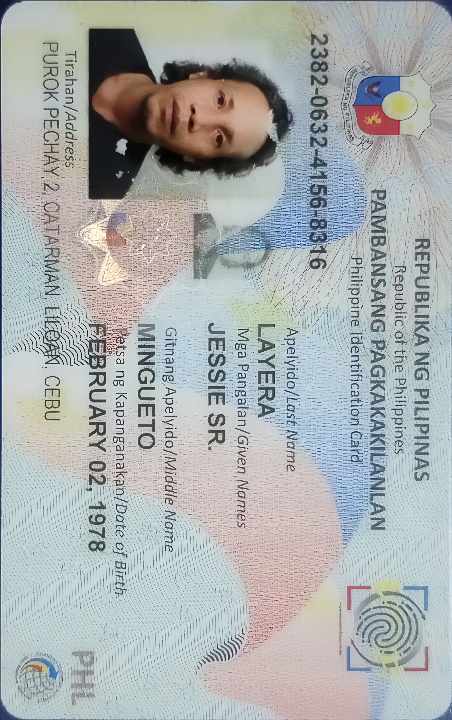 REPUBLIKA NG PILIPINAS
Republic of the Philippines
PAMBANSANG PAGKAKAKILANLAN
Philippine Identification Card
2382-0632-4156-8316
Apelyido/Last Name
LAYERA
Mga Pangalan/Given Names
JESSIE SR.
Gitnang Apelyido/Middle Name
MINGUETO
Petsa ng Kapanganakan/Date of Birth
FEBRUARY 02, 1978
Tirahan/Address
PUROK PECHAY 2, CATARMAN, LILOAN, CEBU
PHL